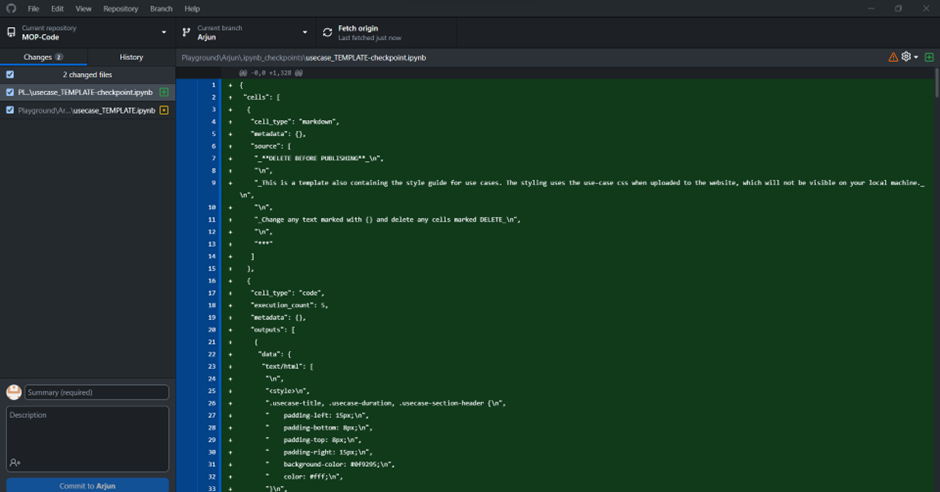 File Edit View Repository Branch Help
Current repository
MOP-Code
Current branch
Arjun
Fetch origin
Last fetched just now
Changes 2 History
2 changed files
PL...\usecase_TEMPLATE-checkpoint.ipynb
Playground\Ar...\usecase_TEMPLATE.ipynb
Playground\Arjun\.ipynb_checkpoints\usecase_TEMPLATE-checkpoint.ipynb
@@ -0,0 +1,328 @@
1 + {
2 + "cells": [
3 + {
4 + "cell_type": "markdown",
5 + "metadata": {},
6 + "source": [
7 + "_**DELETE BEFORE PUBLISHING**_\n",
8 + "\n",
9 + "_This is a template also containing the style guide for use cases. The styling uses the use-case css when uploaded to the website, which will not be visible on your local machine._
\n",
10 + "\n",
11 + "_Change any text marked with {} and delete any cells marked DELETE_\n",
12 + "\n",
13 + "***"
14 + ]
15 + },
16 + {
17 + "cell_type": "code",
18 + "execution_count": 5,
19 + "metadata": {},
20 + "outputs": [
21 + {
22 + "data": {
23 + "text/html": [
24 + "\n",
25 + "<style>\n",
26 + ".usecase-title, .usecase-duration, .usecase-section-header {\n",
27 + " padding-left: 15px;\n",
28 + " padding-bottom: 8px;\n",
29 + " padding-top: 8px;\n",
30 + " padding-right: 15px;\n",
31 + " background-color: #0f9295;\n",
32 + " color: #fff;\n",
33 + "}\n",
Summary (required)
Description
Commit to Arjun